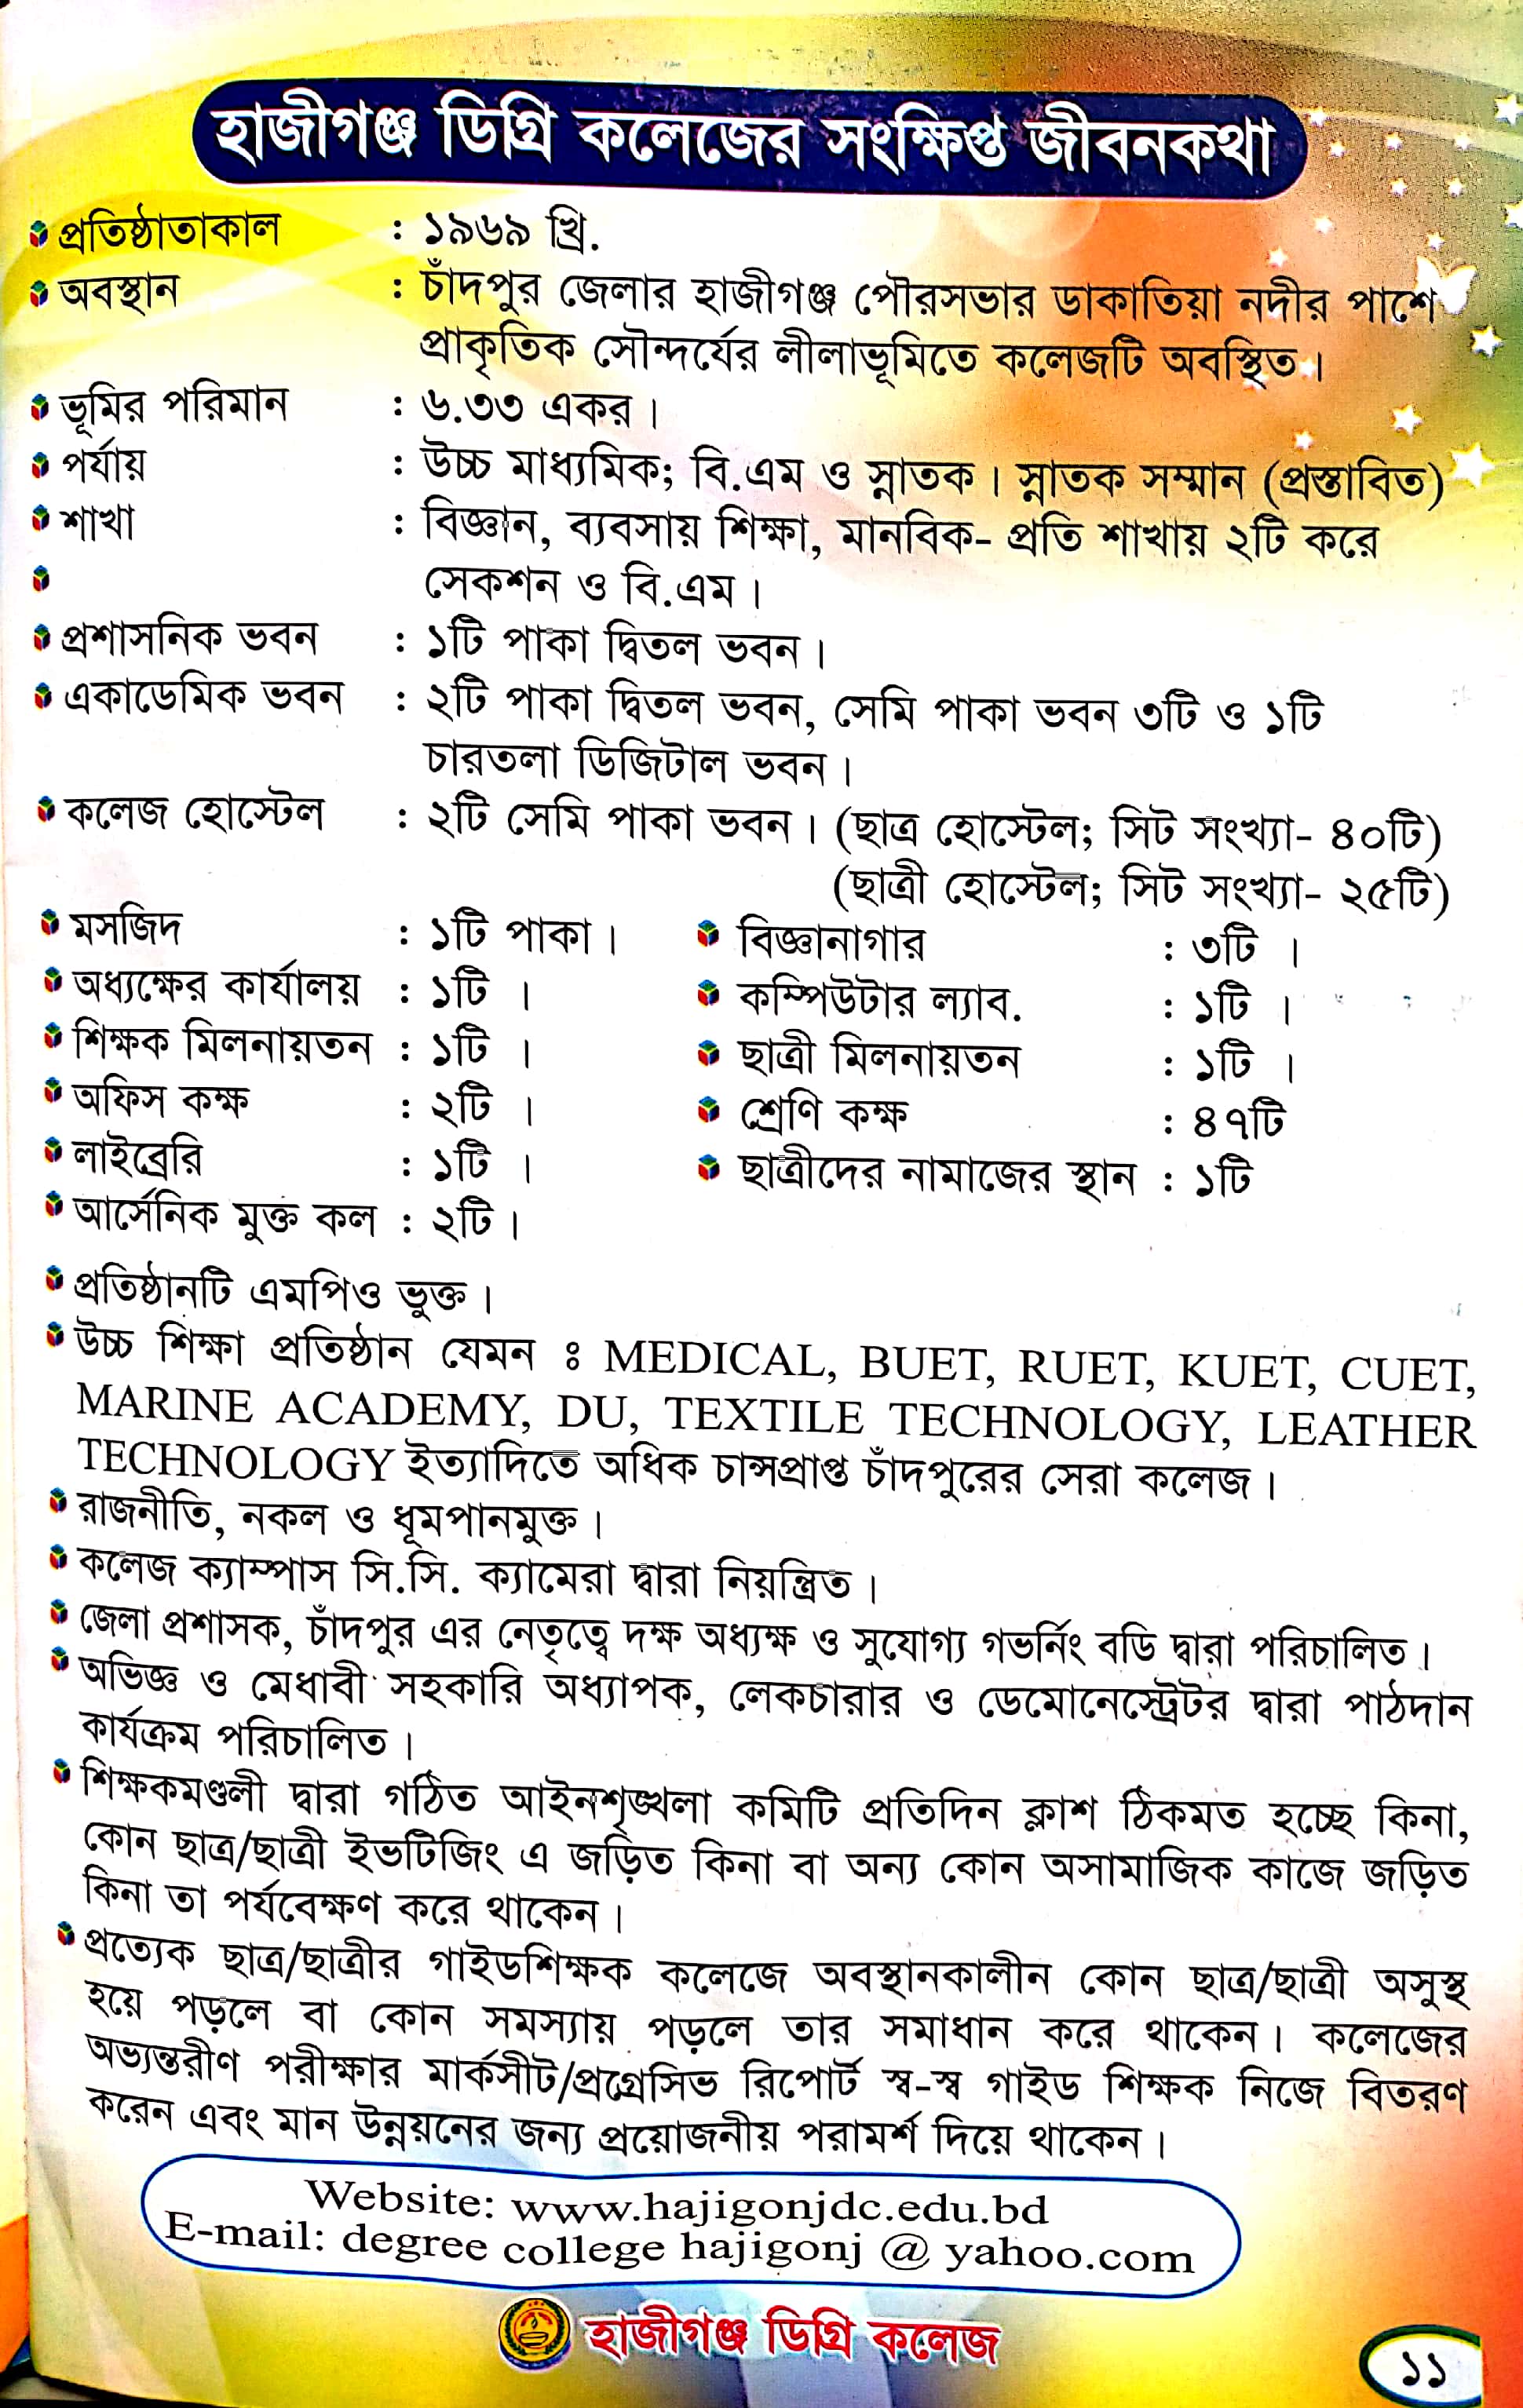 হাজীগঞ্জ ডিগ্রি কলেজের সংক্ষিপ্ত জীবনকথা
প্রতিষ্ঠাতাকাল : ১৯৬৯ খ্রি.
অবস্থান : চাঁদপুর জেলার হাজীগঞ্জ পৌরসভার ডাকাতিয়া নদীর পাশে
প্রাকৃতিক সৌন্দর্যের লীলাভূমিতে কলেজটি অবস্থিত।
ভূমির পরিমান : ৬.৩৩ একর।
পর্যায় : উচ্চ মাধ্যমিক; বি.এম ও স্নাতক। স্নাতক সম্মান (প্রস্তাবিত)
শাখা : বিজ্ঞান, ব্যবসায় শিক্ষা, মানবিক- প্রতি শাখায় ২টি করে
সেকশন ও বি.এম।
প্রশাসনিক ভবন : ১টি পাকা দ্বিতল ভবন।
একাডেমিক ভবন : ২টি পাকা দ্বিতল ভবন, সেমি পাকা ভবন ৩টি ও ১টি
চারতলা ডিজিটাল ভবন।
কলেজ হোস্টেল : ২টি সেমি পাকা ভবন। (ছাত্র হোস্টেল; সিট সংখ্যা- ৪০টি)
(ছাত্রী হোস্টেল; সিট সংখ্যা- ২৫টি)
মসজিদ : ১টি পাকা। বিজ্ঞানাগার : ৩টি ।
অধ্যক্ষের কার্যালয় : ১টি । কম্পিউটার ল্যাব. : ১টি ।
শিক্ষক মিলনায়তন : ১টি । ছাত্রী মিলনায়তন : ১টি ।
অফিস কক্ষ : ২টি । শ্রেণি কক্ষ : ৪৭টি
লাইব্রেরি : ১টি । ছাত্রীদের নামাজের স্থান : ১টি
আর্সেনিক মুক্ত কল : ২টি।
প্রতিষ্ঠানটি এমপিও ভুক্ত।
উচ্চ শিক্ষা প্রতিষ্ঠান যেমন ঃ MEDICAL, BUET, RUET, KUET, CUET,
MARINE ACADEMY, DU, TEXTILE TECHNOLOGY, LEATHER
TECHNOLOGY ইত্যাদিতে অধিক চান্সপ্রাপ্ত চাঁদপুরের সেরা কলেজ।
রাজনীতি, নকল ও ধূমপানমুক্ত।
কলেজ ক্যাম্পাস সি.সি. ক্যামেরা দ্বারা নিয়ন্ত্রিত।
জেলা প্রশাসক, চাঁদপুর এর নেতৃত্বে দক্ষ অধ্যক্ষ ও সুযোগ্য গভর্নিং বডি দ্বারা পরিচালিত।
অভিজ্ঞ ও মেধাবী সহকারি অধ্যাপক, লেকচারার ও ডেমোনেস্ট্রেটর দ্বারা পাঠদান
কার্যক্রম পরিচালিত।
শিক্ষকমণ্ডলী দ্বারা গঠিত আইনশৃঙ্খলা কমিটি প্রতিদিন ক্লাশ ঠিকমত হচ্ছে কিনা,
কোন ছাত্র/ছাত্রী ইভটিজিং এ জড়িত কিনা বা অন্য কোন অসামাজিক কাজে জড়িত
কিনা তা পর্যবেক্ষণ করে থাকেন।
প্রত্যেক ছাত্র/ছাত্রীর গাইডশিক্ষক কলেজে অবস্থানকালীন কোন ছাত্র/ছাত্রী অসুস্থ
হয়ে পড়লে বা কোন সমস্যায় পড়লে তার সমাধান করে থাকেন। কলেজের
অভ্যন্তরীণ পরীক্ষার মার্কসীট/প্রগ্রেসিভ রিপোর্ট স্ব-স্ব গাইড শিক্ষক নিজে বিতরণ
করেন এবং মান উন্নয়নের জন্য প্রয়োজনীয় পরামর্শ দিয়ে থাকেন।
Website: www.hajigonjdc.edu.bd
E-mail: degree college hajigonj @ yahoo.com
হাজীগঞ্জ ডিগ্রি কলেজ
১১